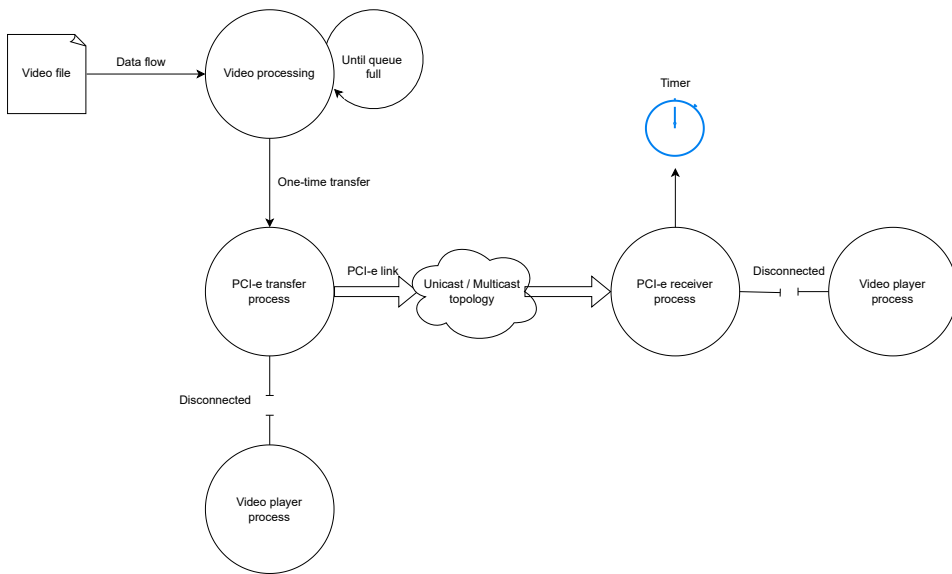 Video file
Data flow
Video processing
Until queue
full
Timer
One-time transfer
PCI-e transfer
process
PCI-e link
Unicast / Multicast
topology
PCI-e receiver
process
Disconnected
Video player
process
Disconnected
Video player
process